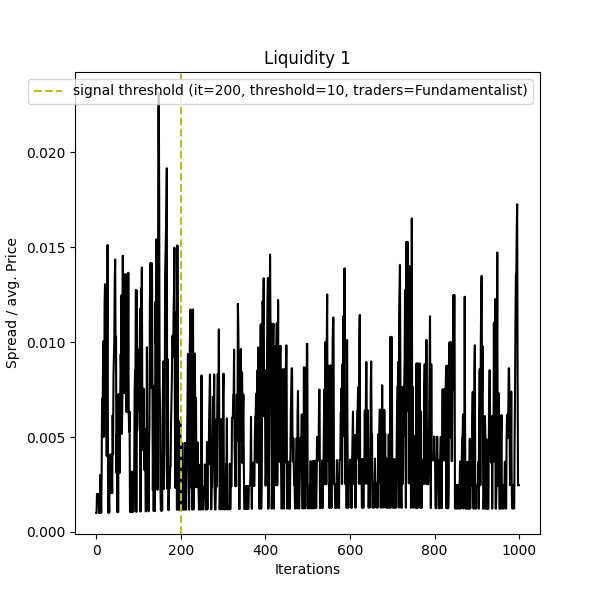 Liquidity 1
signal threshold (it=200, threshold=10, traders=Fundamentalist)
0.020
0.015
0.010
0.005
0.000
Spread / avg. Price
0 200 400 600 800 1000
Iterations